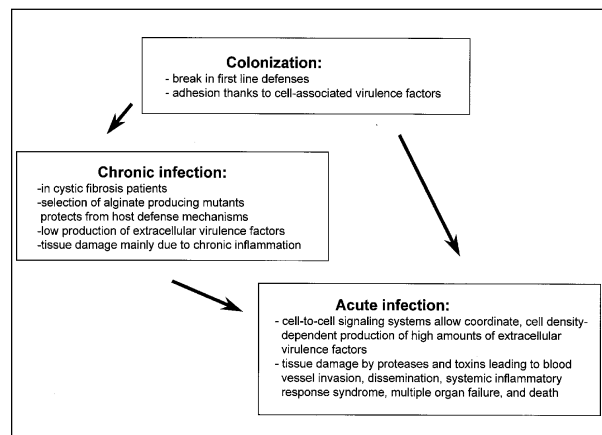 Colonization:
- break in first line defenses
- adhesion thanks to cell-associated virulence factors
Chronic infection:
-in cystic fibrosis patients
-selection of alginate producing mutants
protects from host defense mechanisms
-low production of extracellular virulence factors
-tissue damage mainly due to chronic inflammation
Acute infection:
- cell-to-cell signaling systems allow coordinate, cell density-
dependent production of high amounts of extracellular
virulence factors
- tissue damage by proteases and toxins leading to blood
vessel invasion, dissemination, systemic inflammatory
response syndrome, multiple organ failure, and death